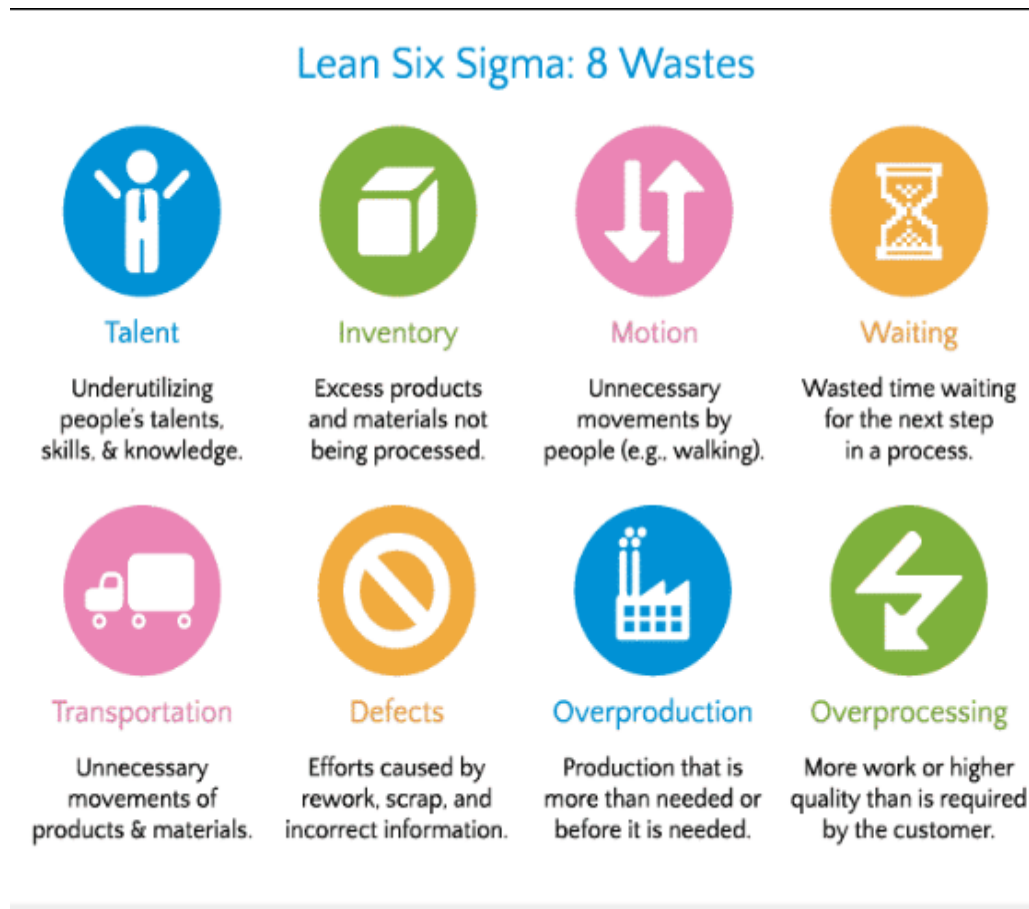 Lean Six Sigma: 8 Wastes
Talent
Underutilizing
people's talents,
skills, & knowledge.
Inventory
Excess products
and materials not
being processed.
Motion
Unnecessary
movements by
people (e.g., walking).
Waiting
Wasted time waiting
for the next step
in a process.
Transportation
Unnecessary
movements of
products & materials.
Defects
Efforts caused by
rework, scrap, and
incorrect information.
Overproduction
Production that is
more than needed or
before it is needed.
Overprocessing
More work or higher
quality than is required
by the customer.